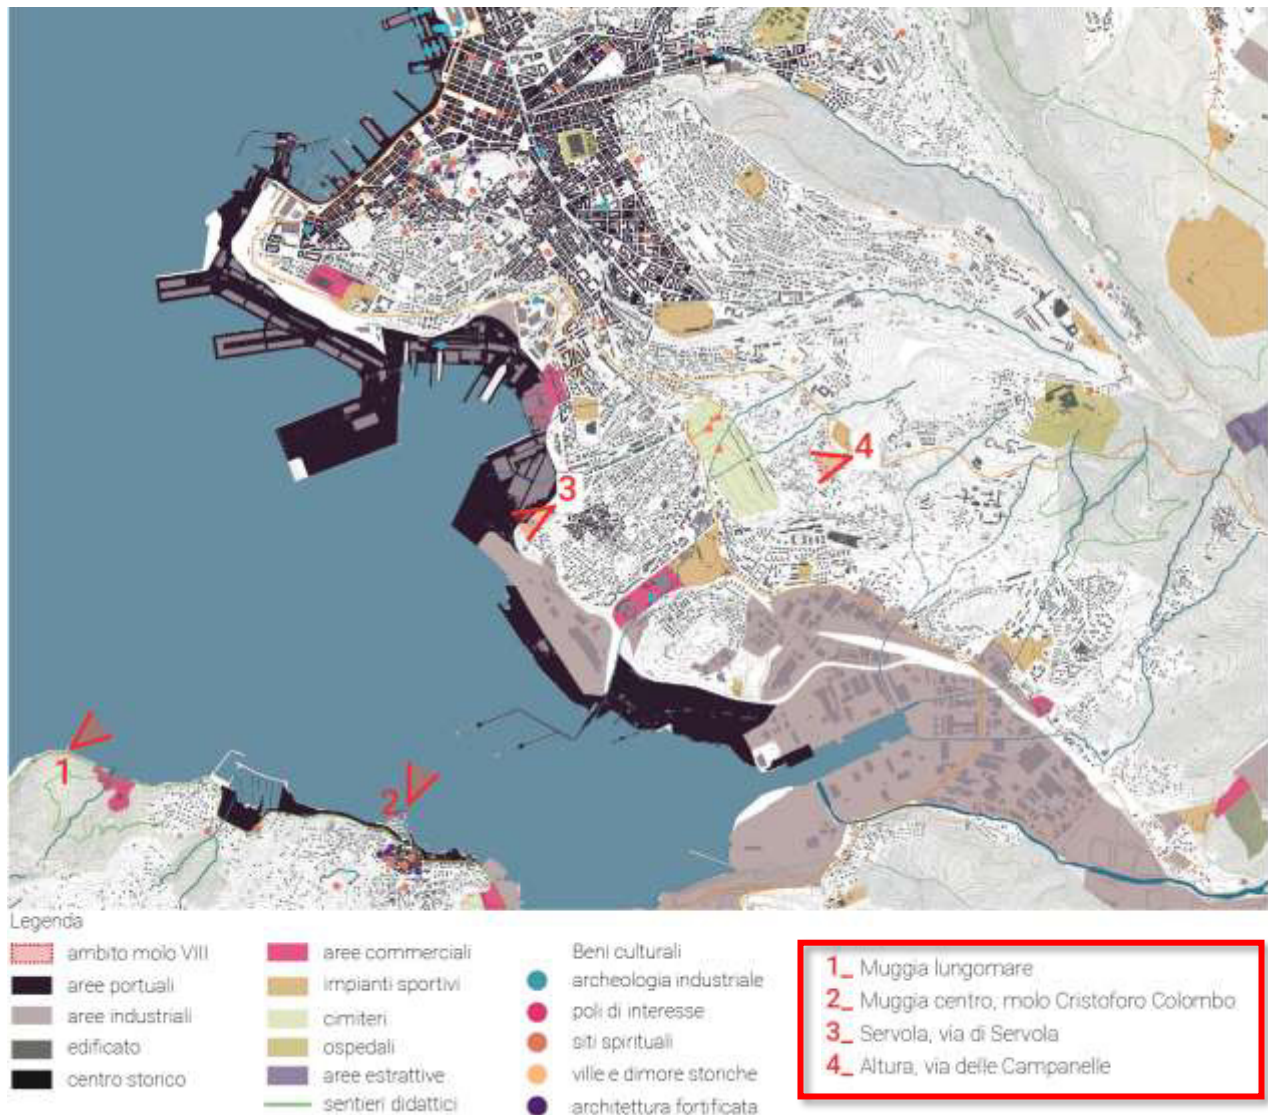 3
4
1
2
Legenda
ambito molo VIII
aree portuali
aree industriali
edificato
centro storico
aree commerciali
impianti sportivi
cimiteri
ospedali
aree estrattive
sentieri didattici
Beni culturali
archeologia industriale
poli di interesse
siti spirituali
ville e dimore storiche
architettura fortificata
1_ Muggia lungomare
2_ Muggia centro, molo Cristoforo Colombo
3_ Servola, via di Servola
4_ Altura, via delle Campanelle